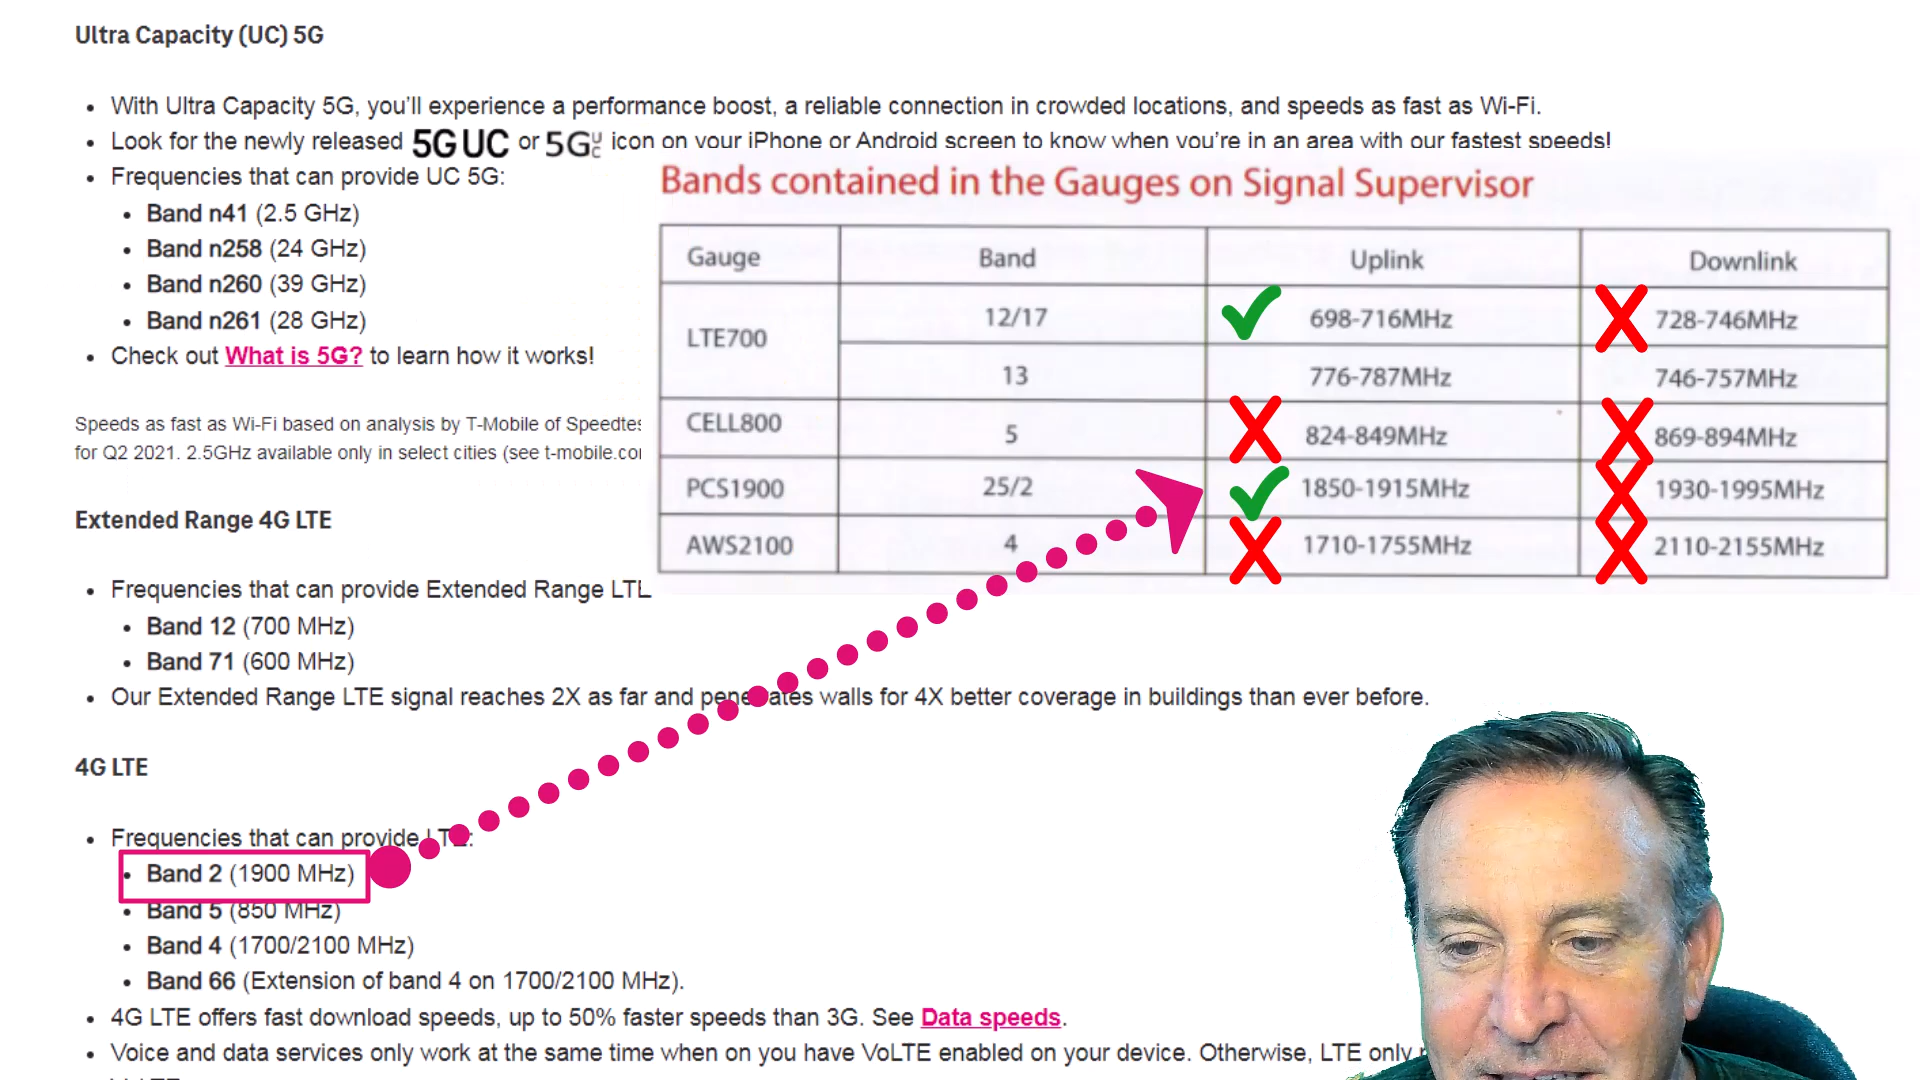 Ultra Capacity (UC) 5G
With Ultra Capacity 5G, you'll experience a performance boost, a reliable connection in crowded locations, and speeds as fast as Wi-Fi.
Look for the newly released 5G UC or 5G UC icon on your iPhone or Android screen to know when you're in an area with our fastest speeds!
Frequencies that can provide UC 5G:
Band n41 (2.5 GHz)
Band n258 (24 GHz)
Band n260 (39 GHz)
Band n261 (28 GHz)
Check out What is 5G? to learn how it works!
Speeds as fast as Wi-Fi based on analysis by T-Mobile of
for Q2 2021. 2.5GHz available only in select cities (see
Bands contained in the Gauges on Signal Supervisor
Gauge Band Uplink Downlink
LTE700 12/17 698-716MHz 728-746MHz
13 776-787MHz 746-757MHz
CELL800 5 824-849MHz 869-894MHz
PCS1900 25/2 1850-1915MHz 1930-1995MHz
AWS2100 4 1710-1755MHz 2110-2155MHz
Extended Range 4G LTE
Frequencies that can provide Extended Range LTE
Band 12 (700 MHz)
Band 71 (600 MHz)
Our Extended Range LTE signal reaches 2X as far and penetrates walls for 4X better coverage in buildings than ever before.
4G LTE
Frequencies that can provide LTE:
Band 2 (1900 MHz)
Band 5 (850 MHz)
Band 4 (1700/2100 MHz)
Band 66 (Extension of band 4 on 1700/2100 MHz).
4G LTE offers fast download speeds, up to 50% faster speeds than 3G. See Data speeds.
Voice and data services only work at the same time when on you have VoLTE enabled on your device. Otherwise, LTE only